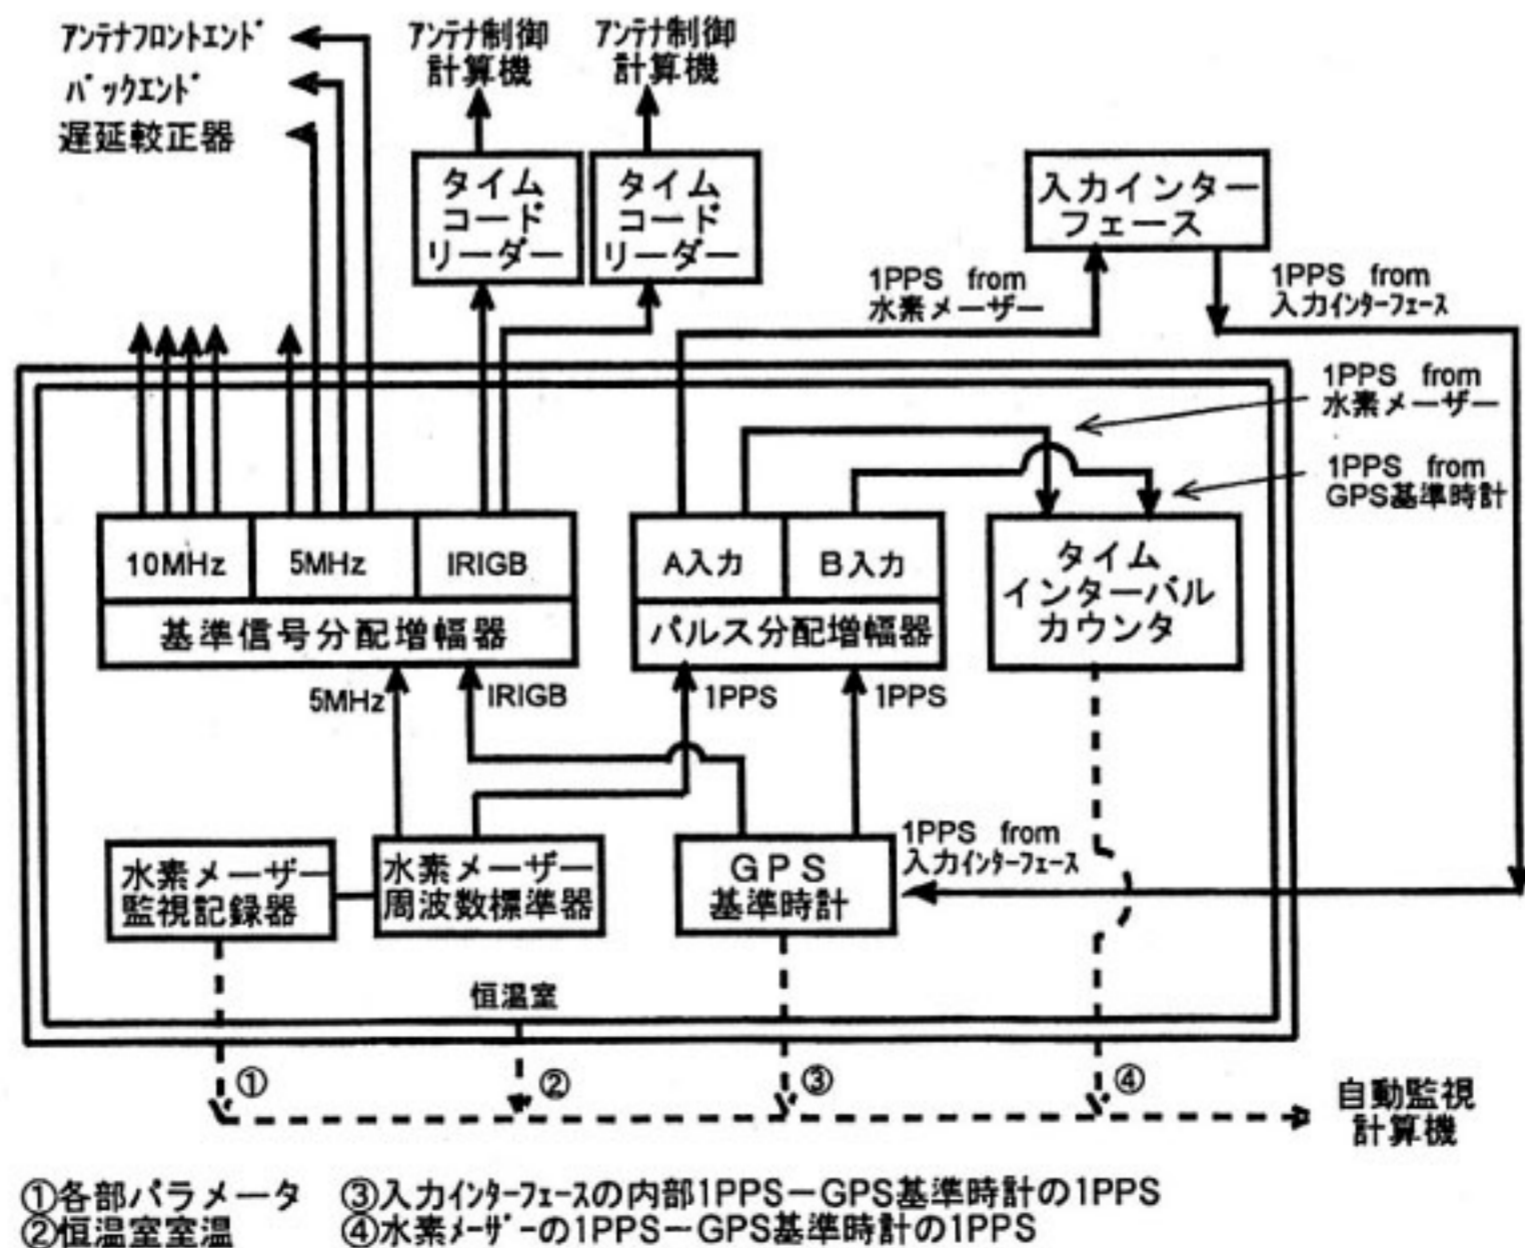 アンテナフロントエンド
バックエンド
遅延較正器
アンテナ制御
計算機
アンテナ制御
計算機
タイム
コード
リーダー
タイム
コード
リーダー
入力インター
フェース
1PPS from
水素メーザー
1PPS from
入力インターフェース
1PPS from
水素メーザー
1PPS from
GPS基準時計
10MHz
5MHz
IRIGB
基準信号分配増幅器
A入力
B入力
パルス分配増幅器
タイム
インターバル
カウンタ
5MHz
IRIGB
1PPS
1PPS
水素メーザー
監視記録器
水素メーザー
周波数標準器
GPS
基準時計
1PPS from
入力インターフェース
恒温室
①
②
③
④
自動監視
計算機
①各部パラメータ ③入力インターフェースの内部1PPS−GPS基準時計の1PPS
②恒温室室温 ④水素メーザーの1PPS−GPS基準時計の1PPS